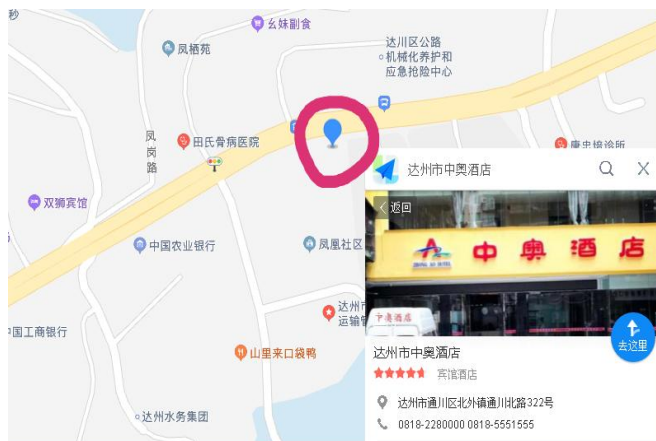 幺妹副食
凤栖苑
达川区公路
机械化养护和
应急抢险中心
凤
岗
路
田氏骨病医院
唐忠培诊所
双狮宾馆
中国农业银行
凤凰社区
达州市
运输管
国工商银行
山里来口袋鸭
达州水务集团
达州市中奥酒店
返回
中奥酒店
中奥酒店
去这里
达州市中奥酒店
宾馆酒店
达州市通川区北外镇通川北路322号
0818-2280000 0818-5551555